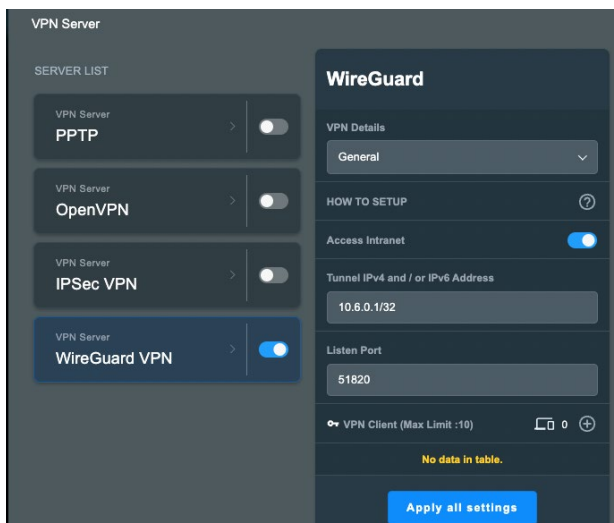 VPN Server
SERVER LIST
VPN Server
PPTP
VPN Server
OpenVPN
VPN Server
IPSec VPN
VPN Server
WireGuard VPN
WireGuard
VPN Details
General
HOW TO SETUP
?
Access Intranet
Tunnel IPv4 and / or IPv6 Address
10.6.0.1/32
Listen Port
51820
VPN Client (Max Limit :10) 0
No data in table.
Apply all settings